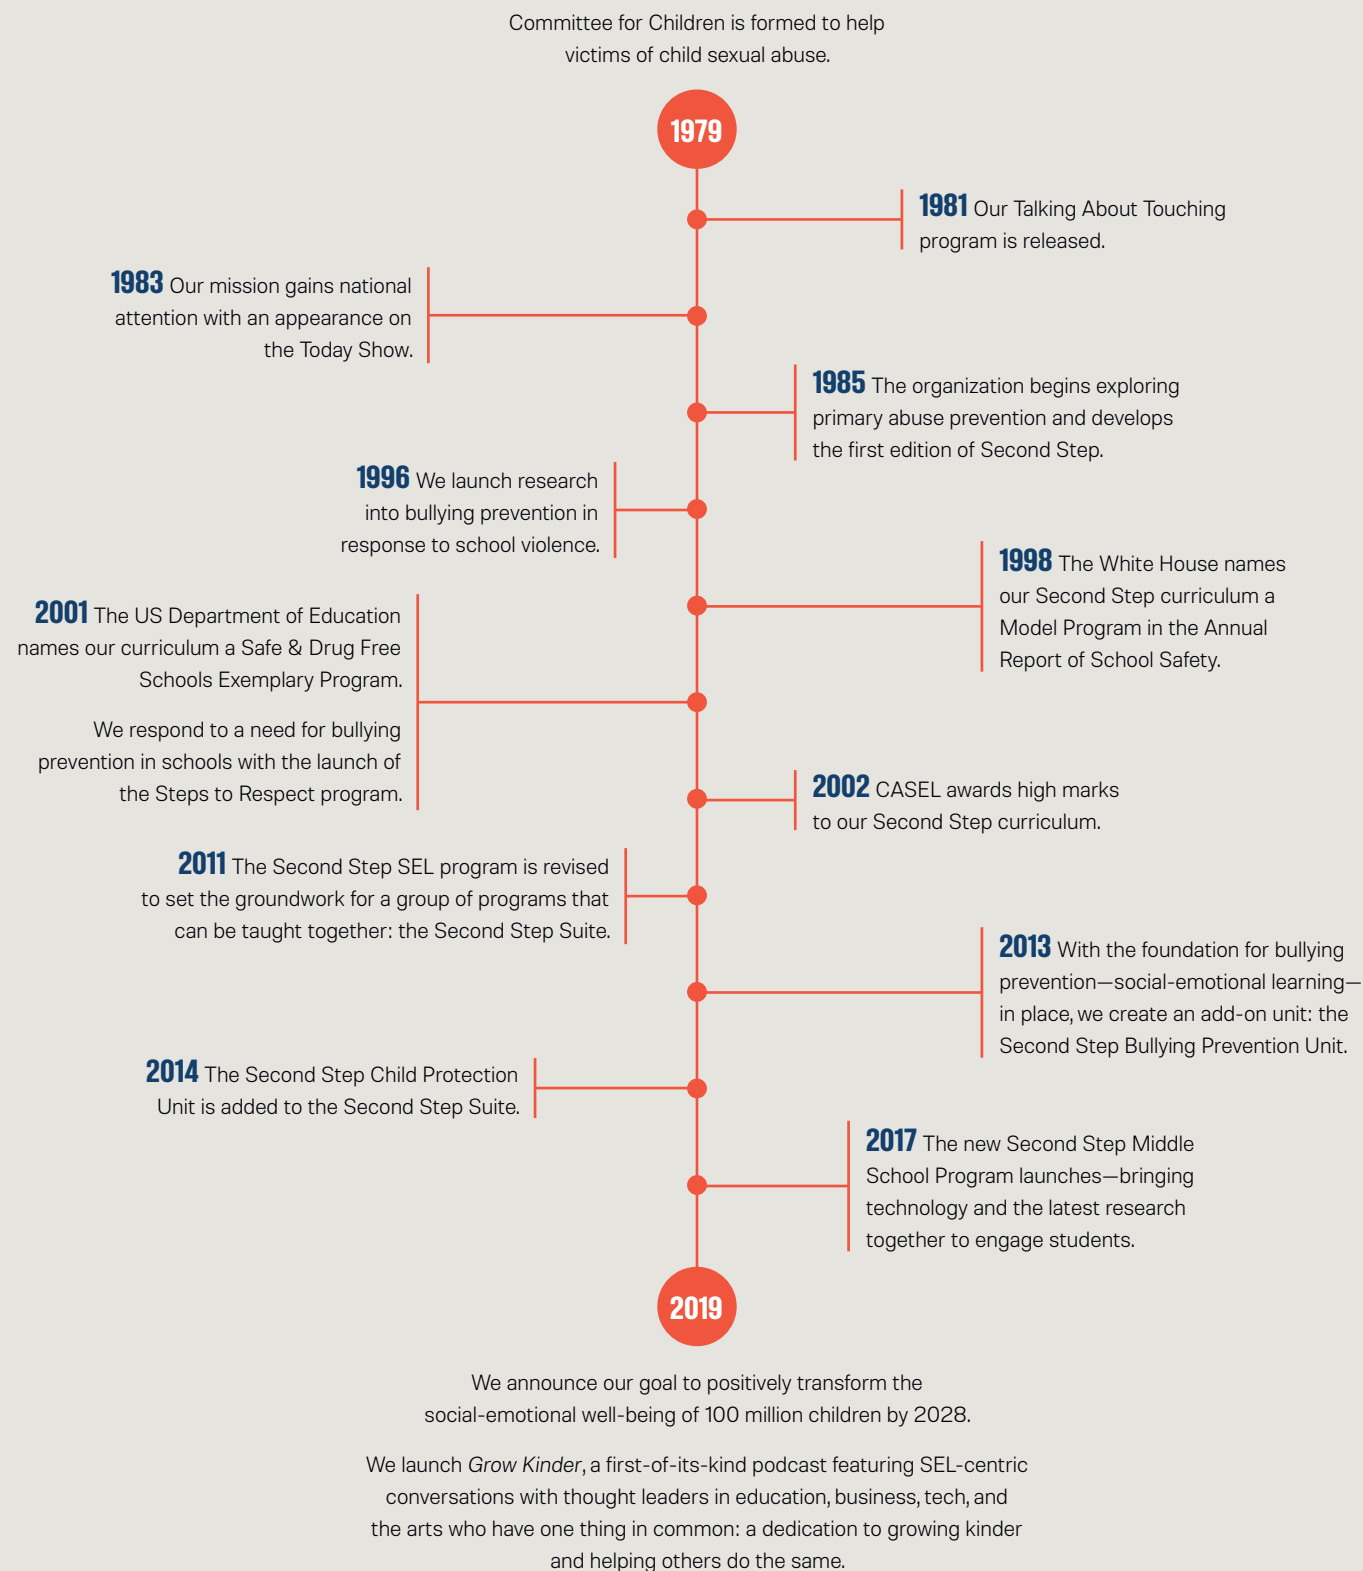 Committee for Children is formed to help
victims of child sexual abuse.
1979
1981 Our Talking About Touching
program is released.
1983 Our mission gains national
attention with an appearance on
the Today Show.
1985 The organization begins exploring
primary abuse prevention and develops
the first edition of Second Step.
1996 We launch research
into bullying prevention in
response to school violence.
1998 The White House names
our Second Step curriculum a
Model Program in the Annual
Report of School Safety.
2001 The US Department of Education
names our curriculum a Safe & Drug Free
Schools Exemplary Program.
We respond to a need for bullying
prevention in schools with the launch of
the Steps to Respect program.
2002 CASEL awards high marks
to our Second Step curriculum.
2011 The Second Step SEL program is revised
to set the groundwork for a group of programs that
can be taught together: the Second Step Suite.
2013 With the foundation for bullying
prevention—social-emotional learning—
in place, we create an add-on unit: the
Second Step Bullying Prevention Unit.
2014 The Second Step Child Protection
Unit is added to the Second Step Suite.
2017 The new Second Step Middle
School Program launches—bringing
technology and the latest research
together to engage students.
2019
We announce our goal to positively transform the
social-emotional well-being of 100 million children by 2028.
We launch Grow Kinder, a first-of-its-kind podcast featuring SEL-centric
conversations with thought leaders in education, business, tech, and
the arts who have one thing in common: a dedication to growing kinder
and helping others do the same.